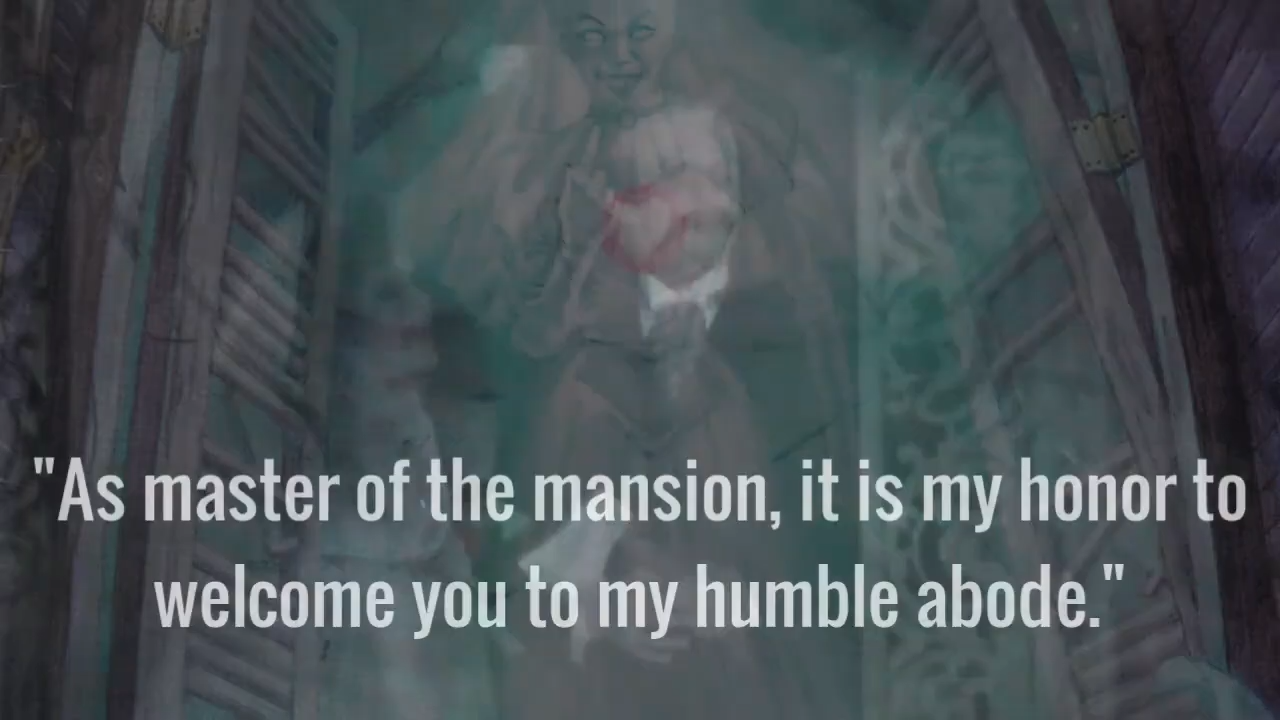 "As master of the mansion, it is my honor to
welcome you to my humble abode."